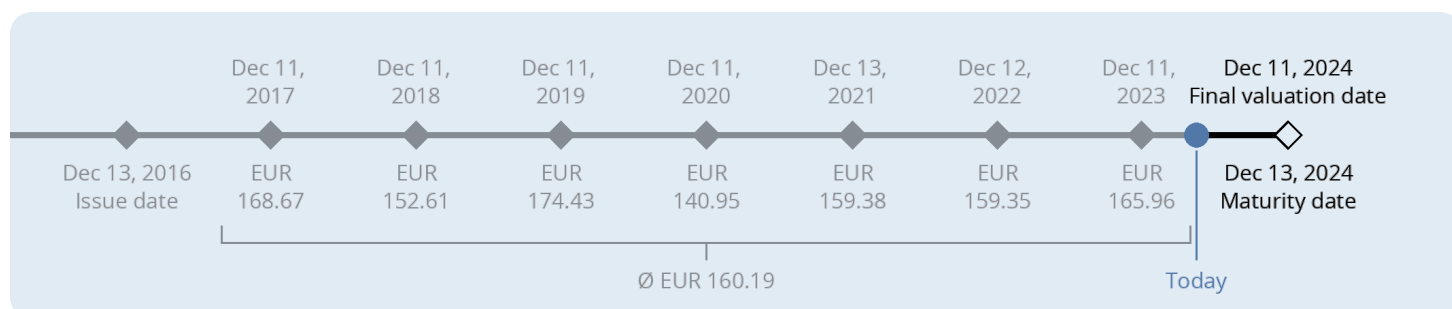 Dec 11,
2017
Dec 11,
2018
Dec 11,
2019
Dec 11,
2020
Dec 13,
2021
Dec 12,
2022
Dec 11,
2023
Dec 11, 2024
Final valuation date
Dec 13, 2016
Issue date
EUR
168.67
EUR
152.61
EUR
174.43
EUR
140.95
EUR
159.38
EUR
159.35
EUR
165.96
Dec 13, 2024
Maturity date
Ø EUR 160.19
Today